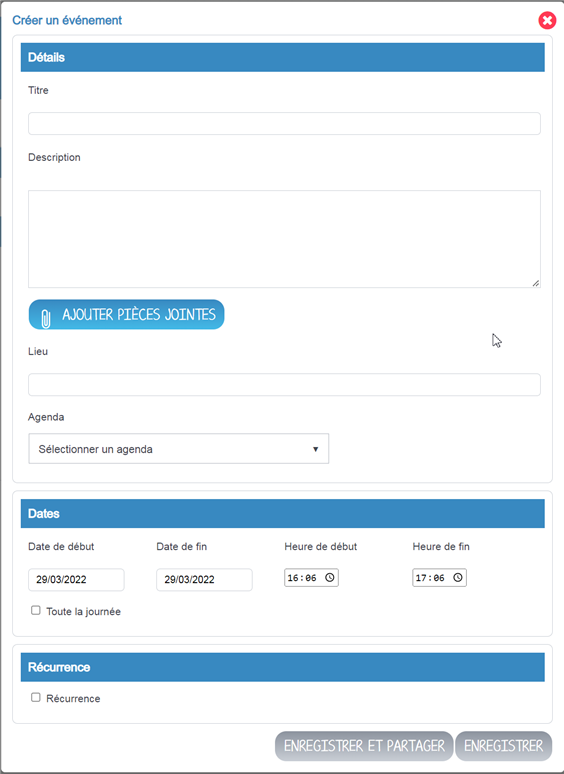 Créer un événement
Détails
Titre
Description
AJOUTER PIÈCES JOINTES
Lieu
Agenda
Sélectionner un agenda
Dates
Date de début Date de fin Heure de début Heure de fin
29/03/2022 29/03/2022 16:06 17:06
Toute la journée
Récurrence
Récurrence
ENREGISTRER ET PARTAGER ENREGISTRER